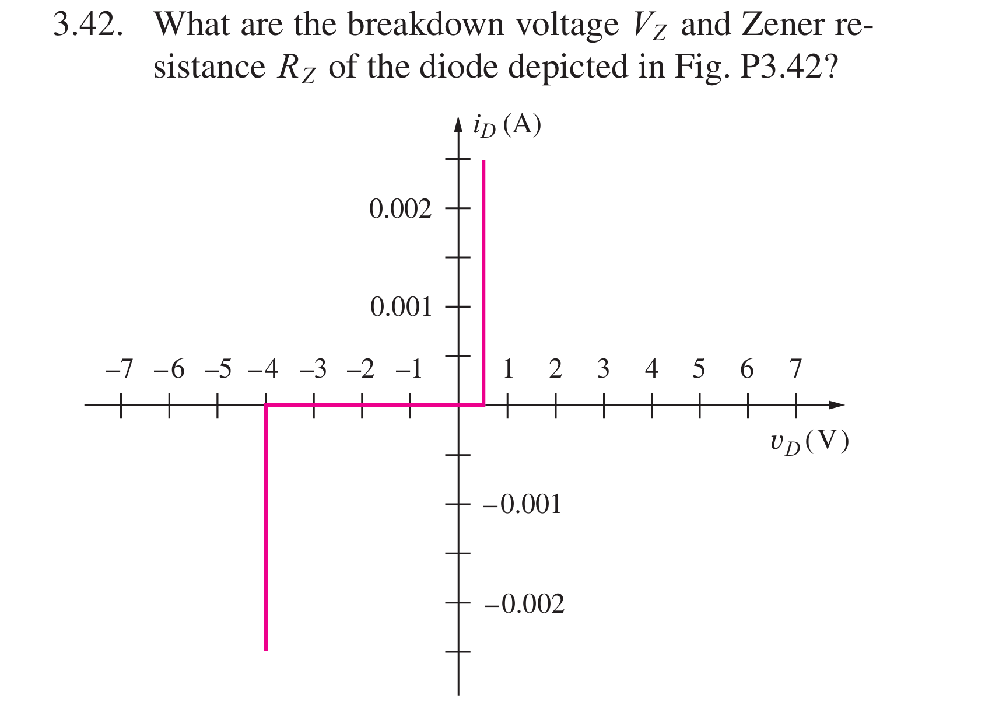 3.42. What are the breakdown voltage V_Z and Zener re-
sistance R_Z of the diode depicted in Fig. P3.42?
i_D (A)
0.002
0.001
–7 –6 –5 –4 –3 –2 –1 1 2 3 4 5 6 7
v_D (V)
–0.001
–0.002